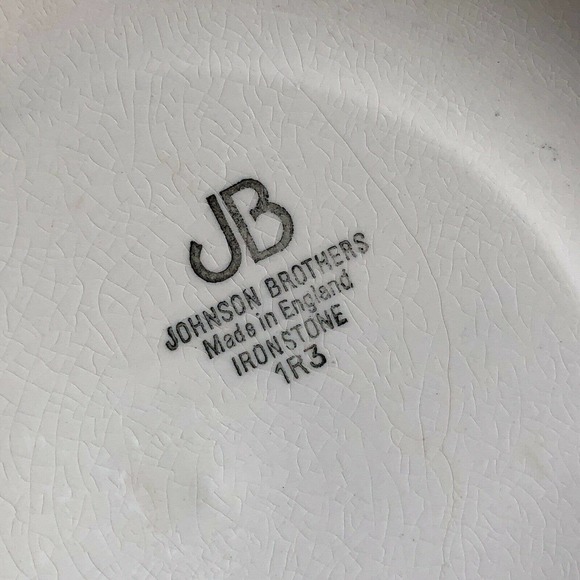 JB
JOHNSON BROTHERS
Made in England
IRONSTONE
1R3